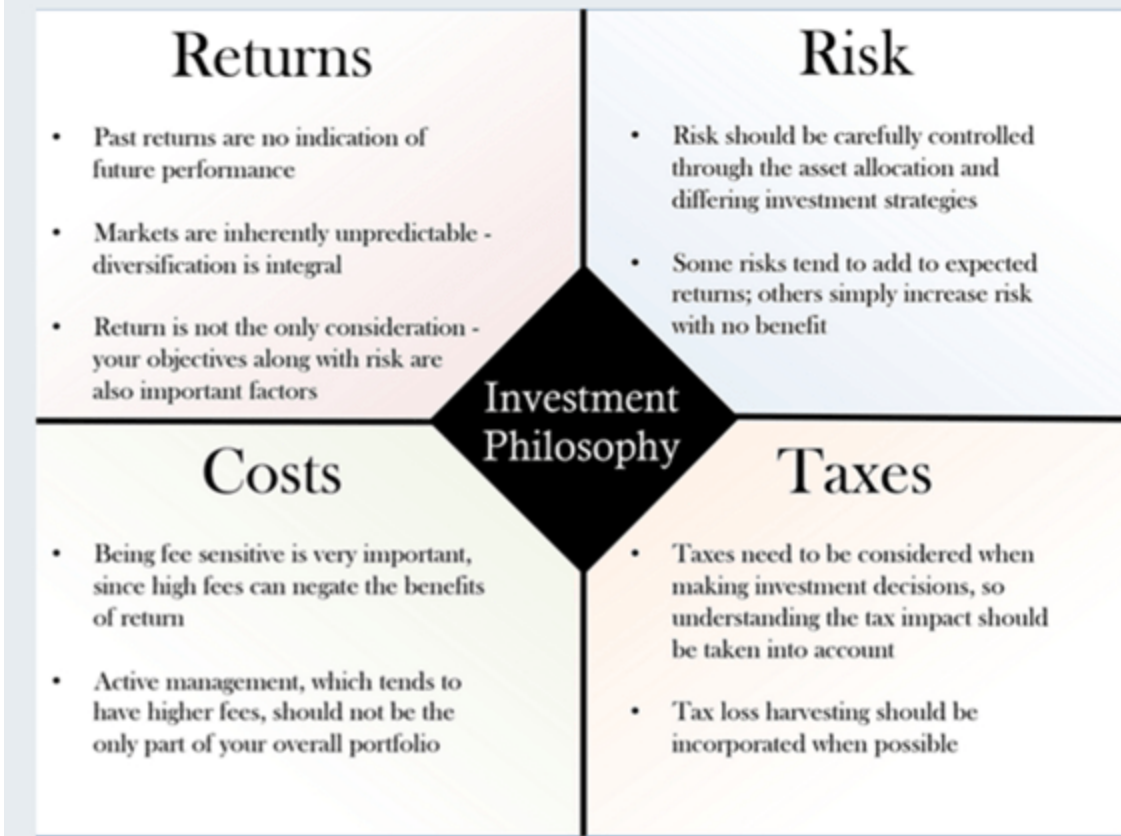 Returns
• Past returns are no indication of
future performance
• Markets are inherently unpredictable -
diversification is integral
• Return is not the only consideration -
your objectives along with risk are
also important factors
Risk
• Risk should be carefully controlled
through the asset allocation and
differing investment strategies
• Some risks tend to add to expected
returns; others simply increase risk
with no benefit
Investment
Philosophy
Costs
• Being fee sensitive is very important,
since high fees can negate the benefits
of return
• Active management, which tends to
have higher fees, should not be the
only part of your overall portfolio
Taxes
• Taxes need to be considered when
making investment decisions, so
understanding the tax impact should
be taken into account
• Tax loss harvesting should be
incorporated when possible